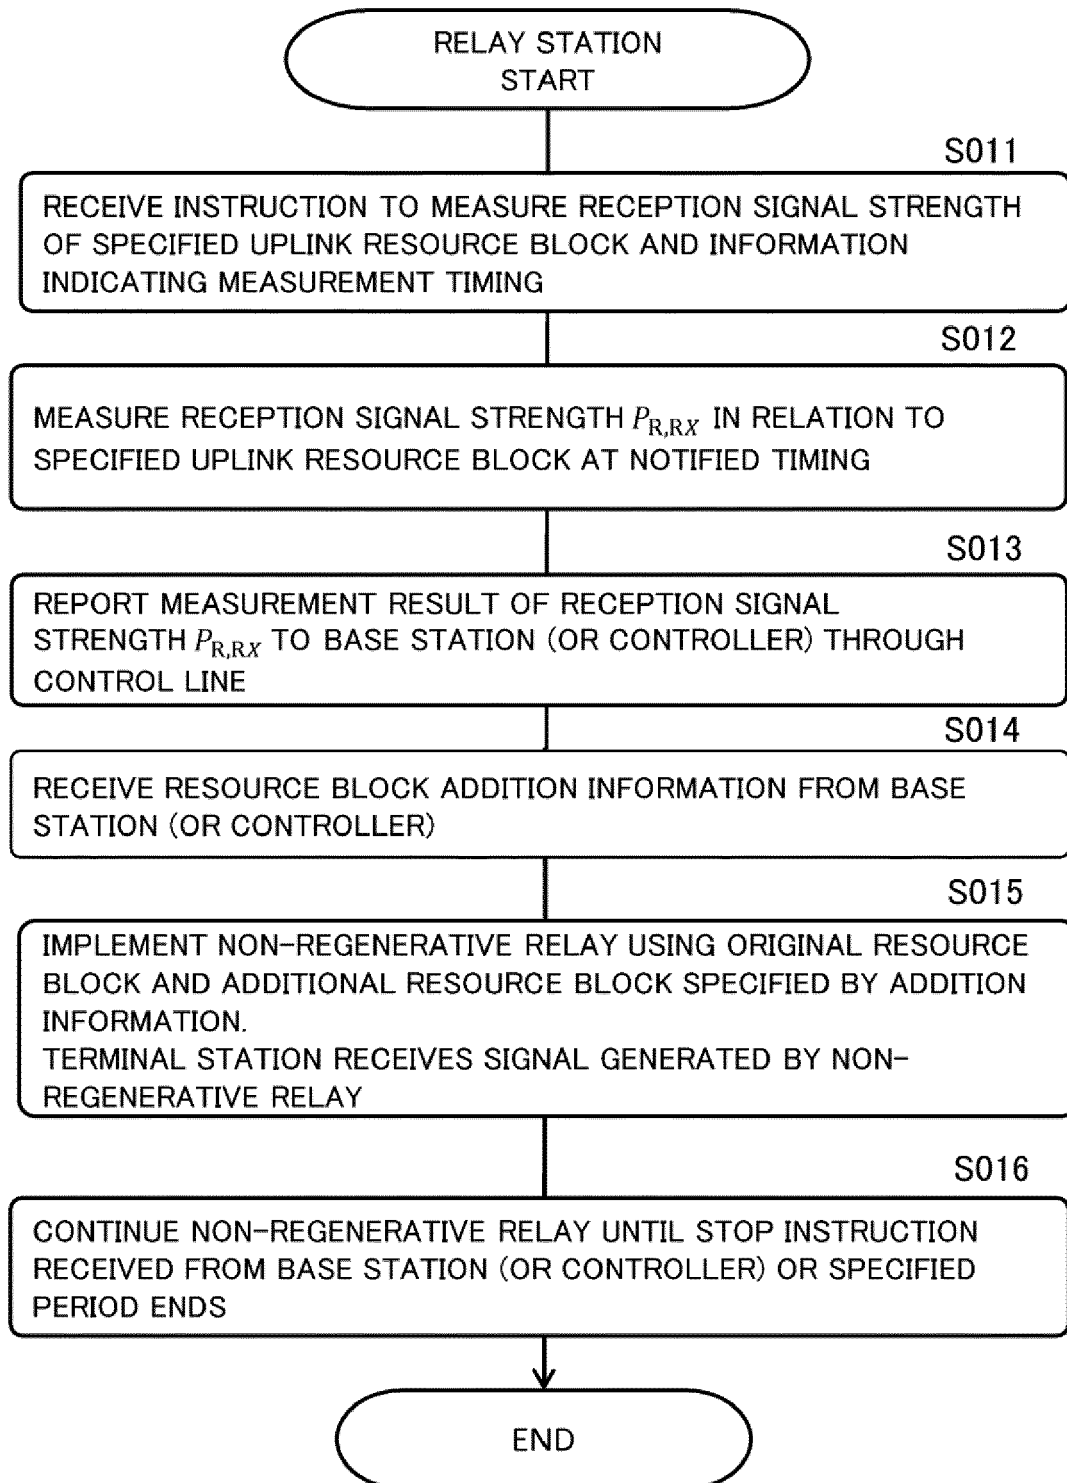 RELAY STATION
START
S011
RECEIVE INSTRUCTION TO MEASURE RECEPTION SIGNAL STRENGTH
OF SPECIFIED UPLINK RESOURCE BLOCK AND INFORMATION
INDICATING MEASUREMENT TIMING
S012
MEASURE RECEPTION SIGNAL STRENGTH P_{R,RX} IN RELATION TO
SPECIFIED UPLINK RESOURCE BLOCK AT NOTIFIED TIMING
S013
REPORT MEASUREMENT RESULT OF RECEPTION SIGNAL
STRENGTH P_{R,RX} TO BASE STATION (OR CONTROLLER) THROUGH
CONTROL LINE
S014
RECEIVE RESOURCE BLOCK ADDITION INFORMATION FROM BASE
STATION (OR CONTROLLER)
S015
IMPLEMENT NON-REGENERATIVE RELAY USING ORIGINAL RESOURCE
BLOCK AND ADDITIONAL RESOURCE BLOCK SPECIFIED BY ADDITION
INFORMATION.
TERMINAL STATION RECEIVES SIGNAL GENERATED BY NON-
REGENERATIVE RELAY
S016
CONTINUE NON-REGENERATIVE RELAY UNTIL STOP INSTRUCTION
RECEIVED FROM BASE STATION (OR CONTROLLER) OR SPECIFIED
PERIOD ENDS
END